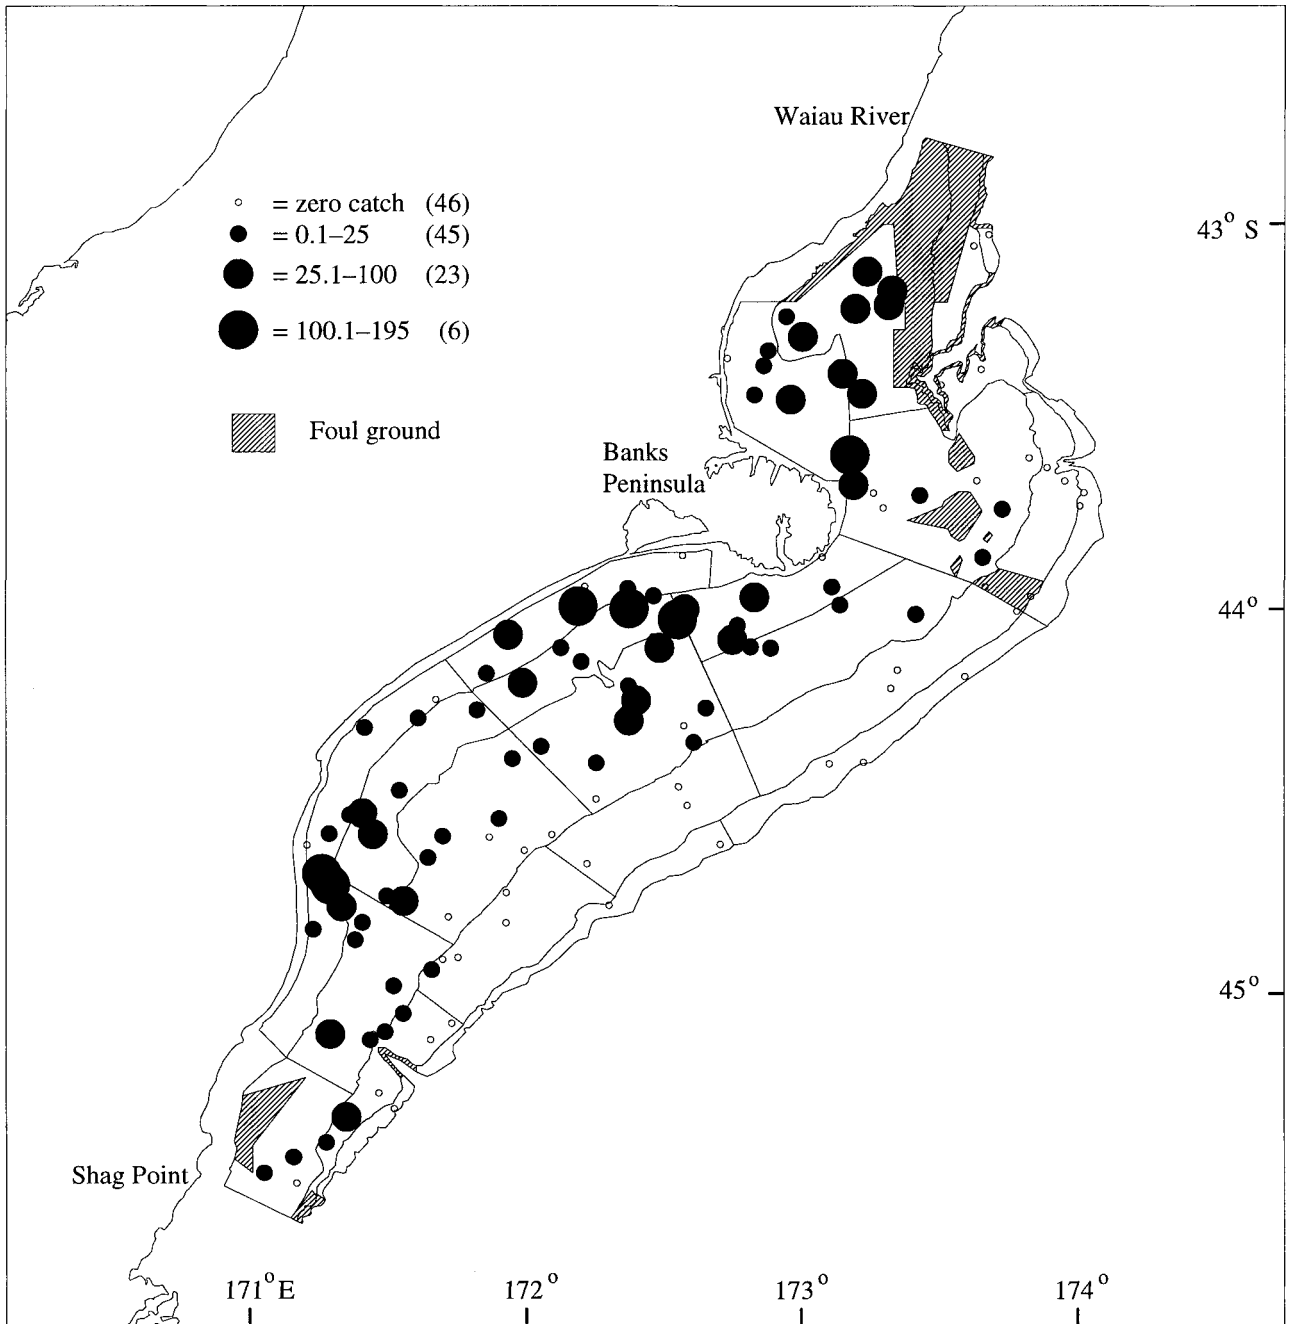 Waiau River
= zero catch (46)
= 0.1–25 (45)
= 25.1–100 (23)
= 100.1–195 (6)
Foul ground
43° S
Banks
Peninsula
44°
45°
Shag Point
171° E 172° 173° 174°